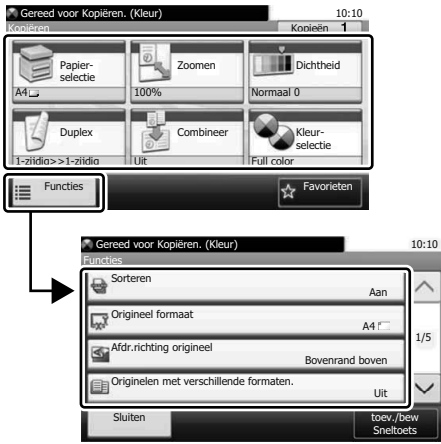 Gereed voor Kopiëren. (Kleur) 10:10
Kopiëren Kopieën 1
Papier-
selectie
A4
Zoomen
100%
Dichtheid
Normaal 0
Duplex
1-zijdig>>1-zijdig
Combineer
Uit
Kleur-
selectie
Full color
Functies
Favorieten
Gereed voor Kopiëren. (Kleur) 10:10
Functies
Sorteren
Aan
Origineel formaat
A4
Afdr.richting origineel
Bovenrand boven
Originelen met verschillende formaten.
Uit
1/5
Sluiten
toev./bew
Sneltoets